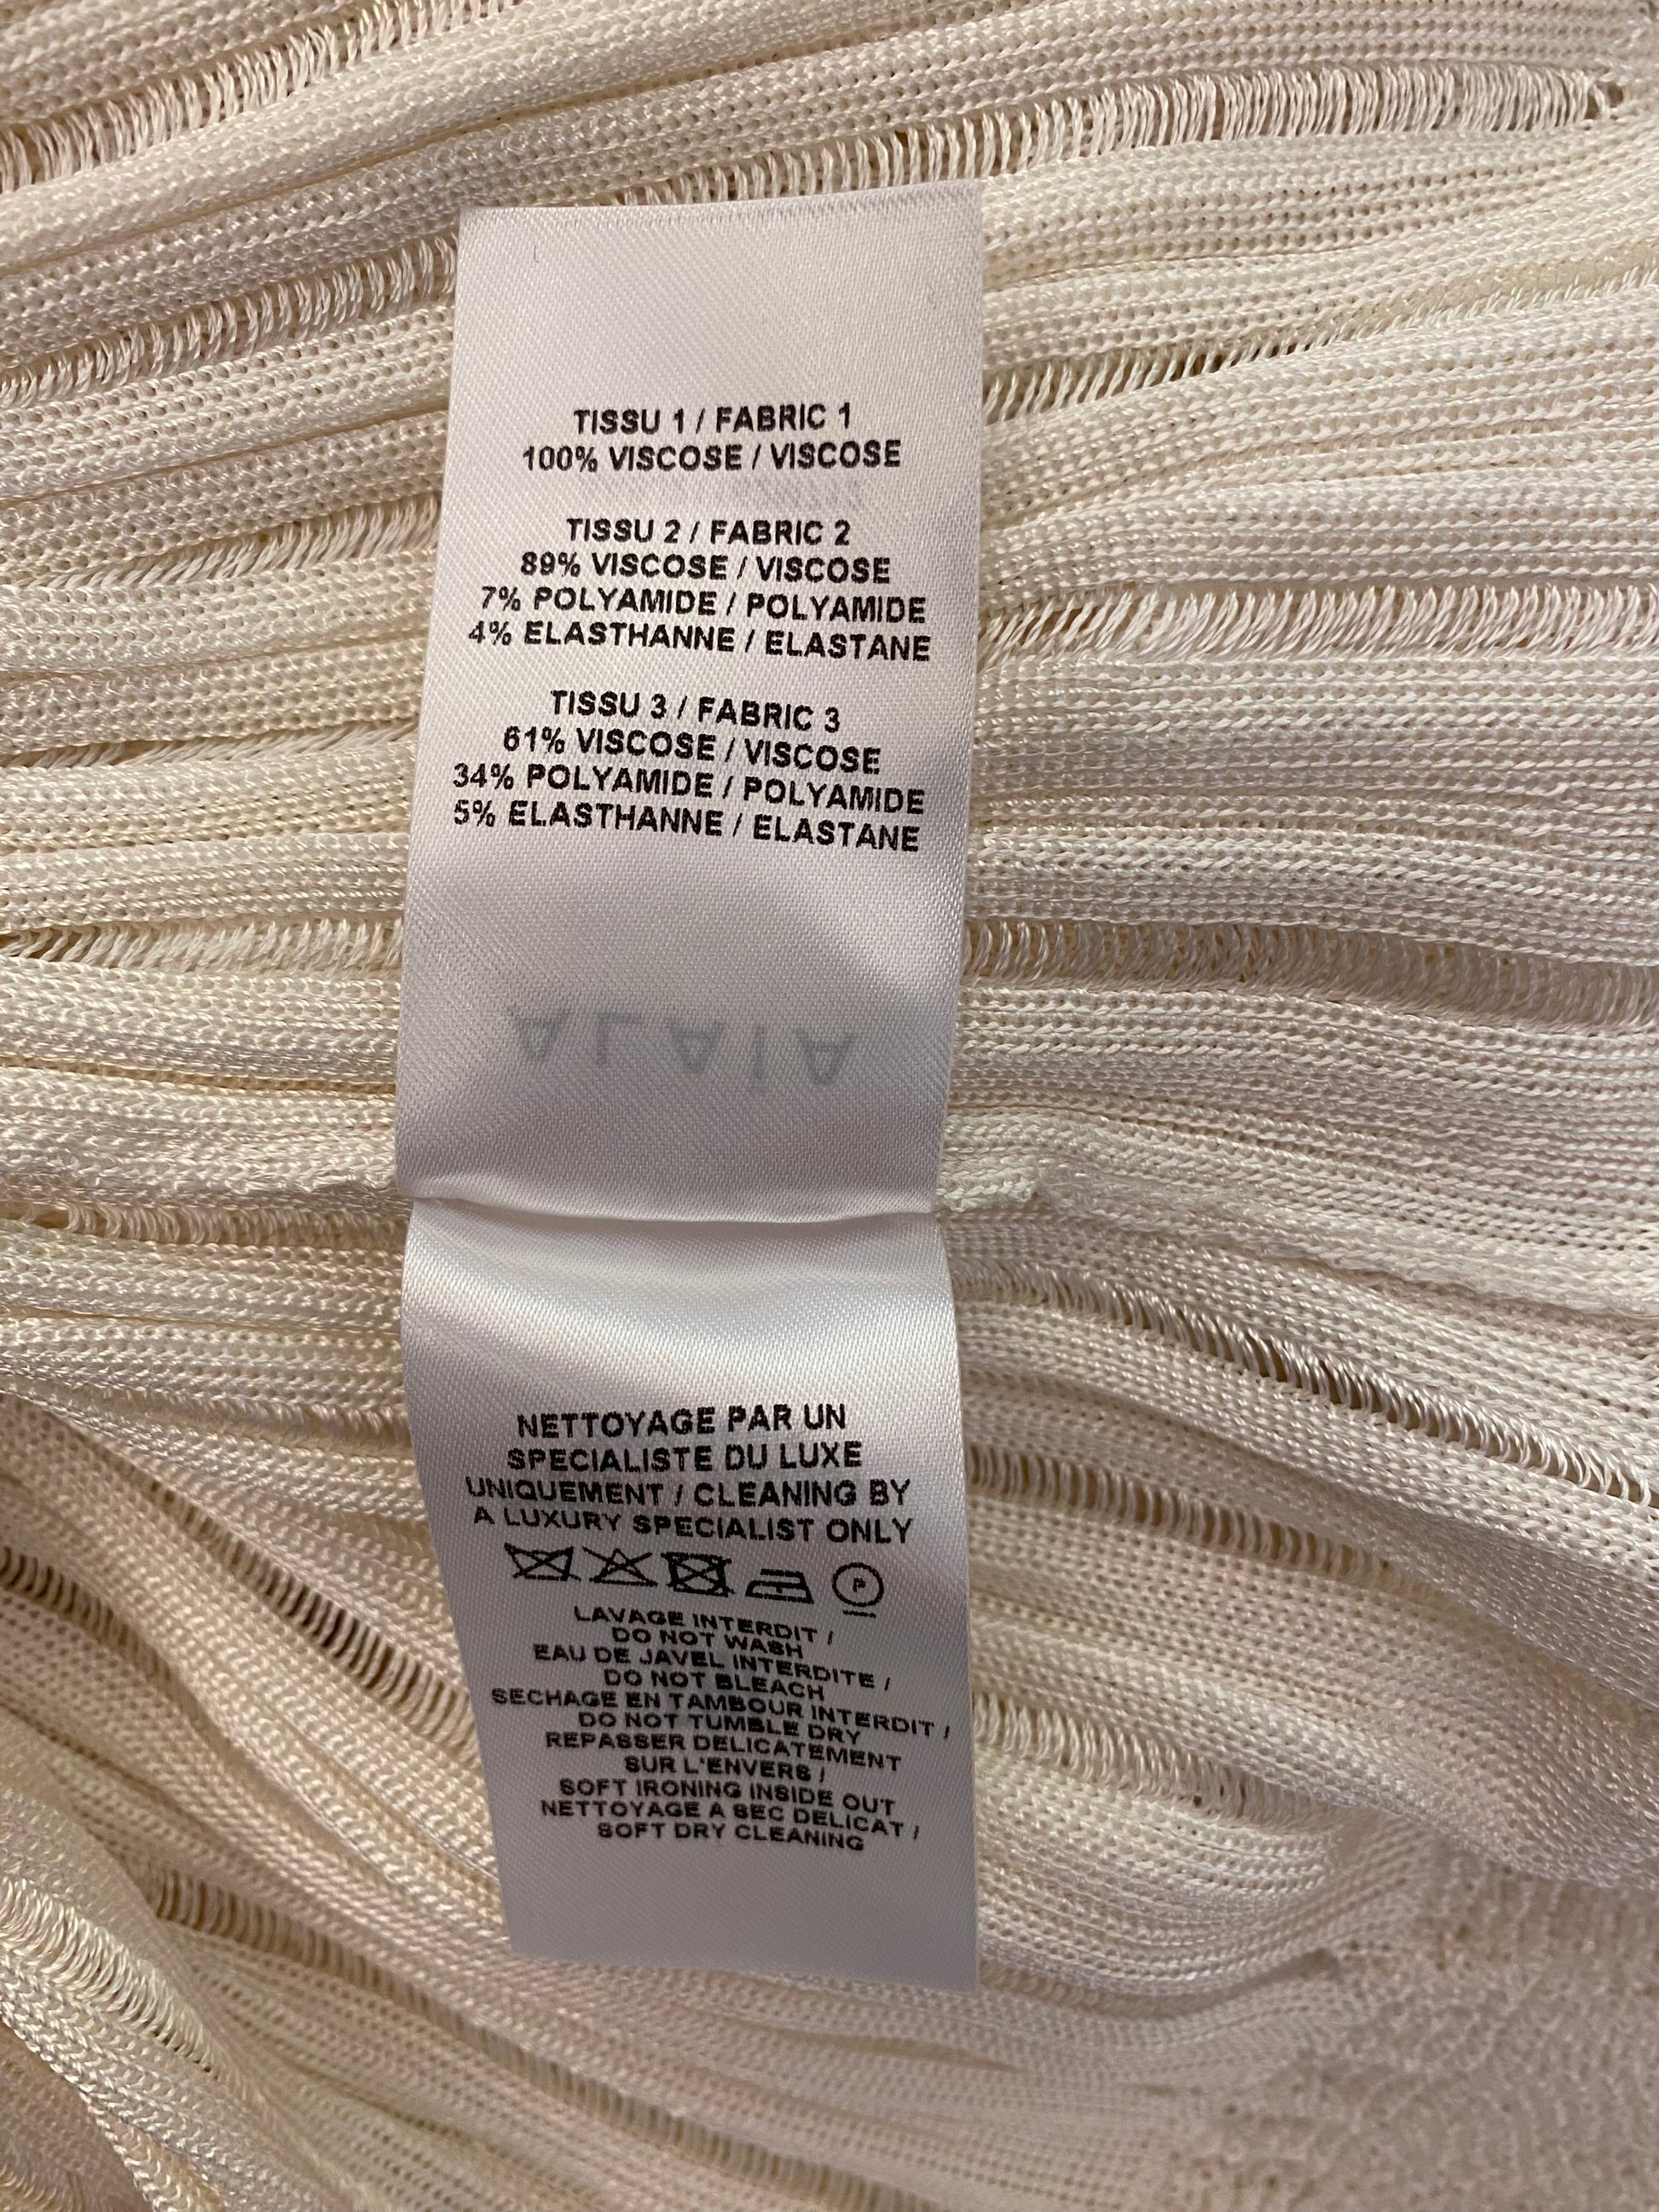 TISSU 1 / FABRIC 1
100% VISCOSE / VISCOSE
TISSU 2 / FABRIC 2
89% VISCOSE / VISCOSE
7% POLYAMIDE / POLYAMIDE
4% ELASTHANNE / ELASTANE
TISSU 3 / FABRIC 3
61% VISCOSE / VISCOSE
34% POLYAMIDE / POLYAMIDE
5% ELASTHANNE / ELASTANE
ALAÏA
NETTOYAGE PAR UN
SPECIALISTE DU LUXE
UNIQUEMENT / CLEANING BY
A LUXURY SPECIALIST ONLY
P
LAVAGE INTERDIT /
DO NOT WASH
EAU DE JAVEL INTERDITE /
DO NOT BLEACH
SECHAGE EN TAMBOUR INTERDIT /
DO NOT TUMBLE DRY
REPASSER DELICATEMENT
SUR L'ENVERS /
SOFT IRONING INSIDE OUT
NETTOYAGE A SEC DELICAT /
SOFT DRY CLEANING